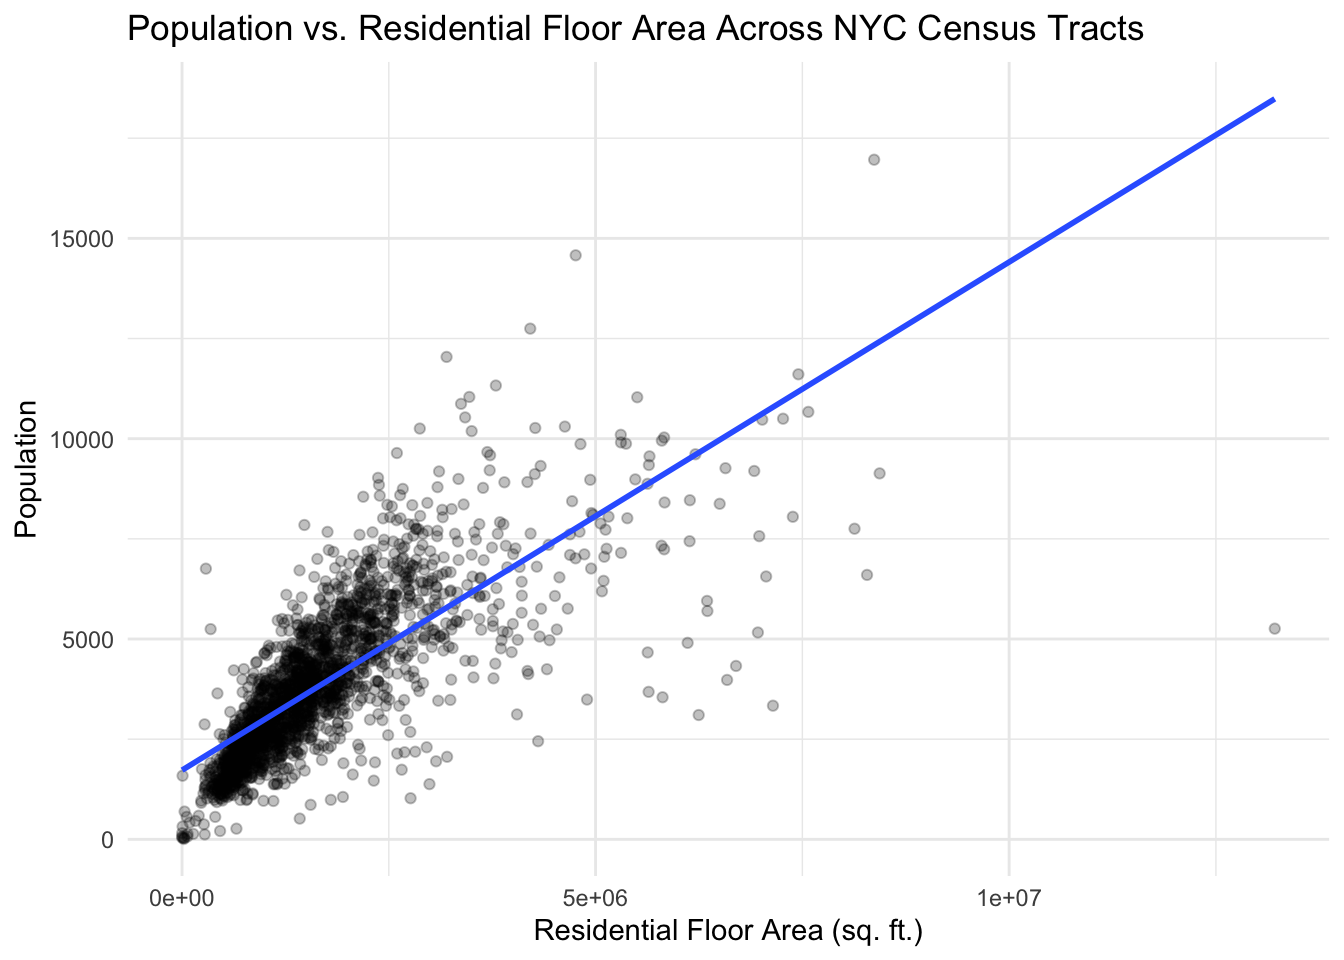 Population vs. Residential Floor Area Across NYC Census Tracts
Population
15000
10000
5000
0
0e+00
5e+06
1e+07
Residential Floor Area (sq. ft.)